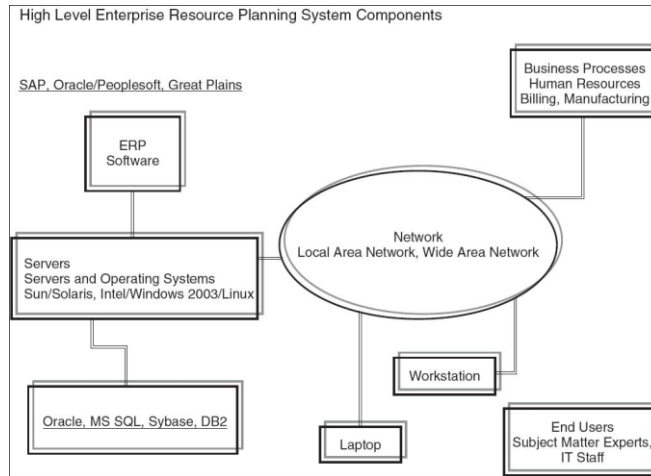 High Level Enterprise Resource Planning System Components
SAP, Oracle/Peoplesoft, Great Plains
Business Processes
Human Resources
Billing, Manufacturing
ERP
Software
Network
Local Area Network, Wide Area Network
Servers
Servers and Operating Systems
Sun/Solaris, Intel/Windows 2003/Linux
Workstation
Oracle, MS SQL, Sybase, DB2
Laptop
End Users
Subject Matter Experts,
IT Staff